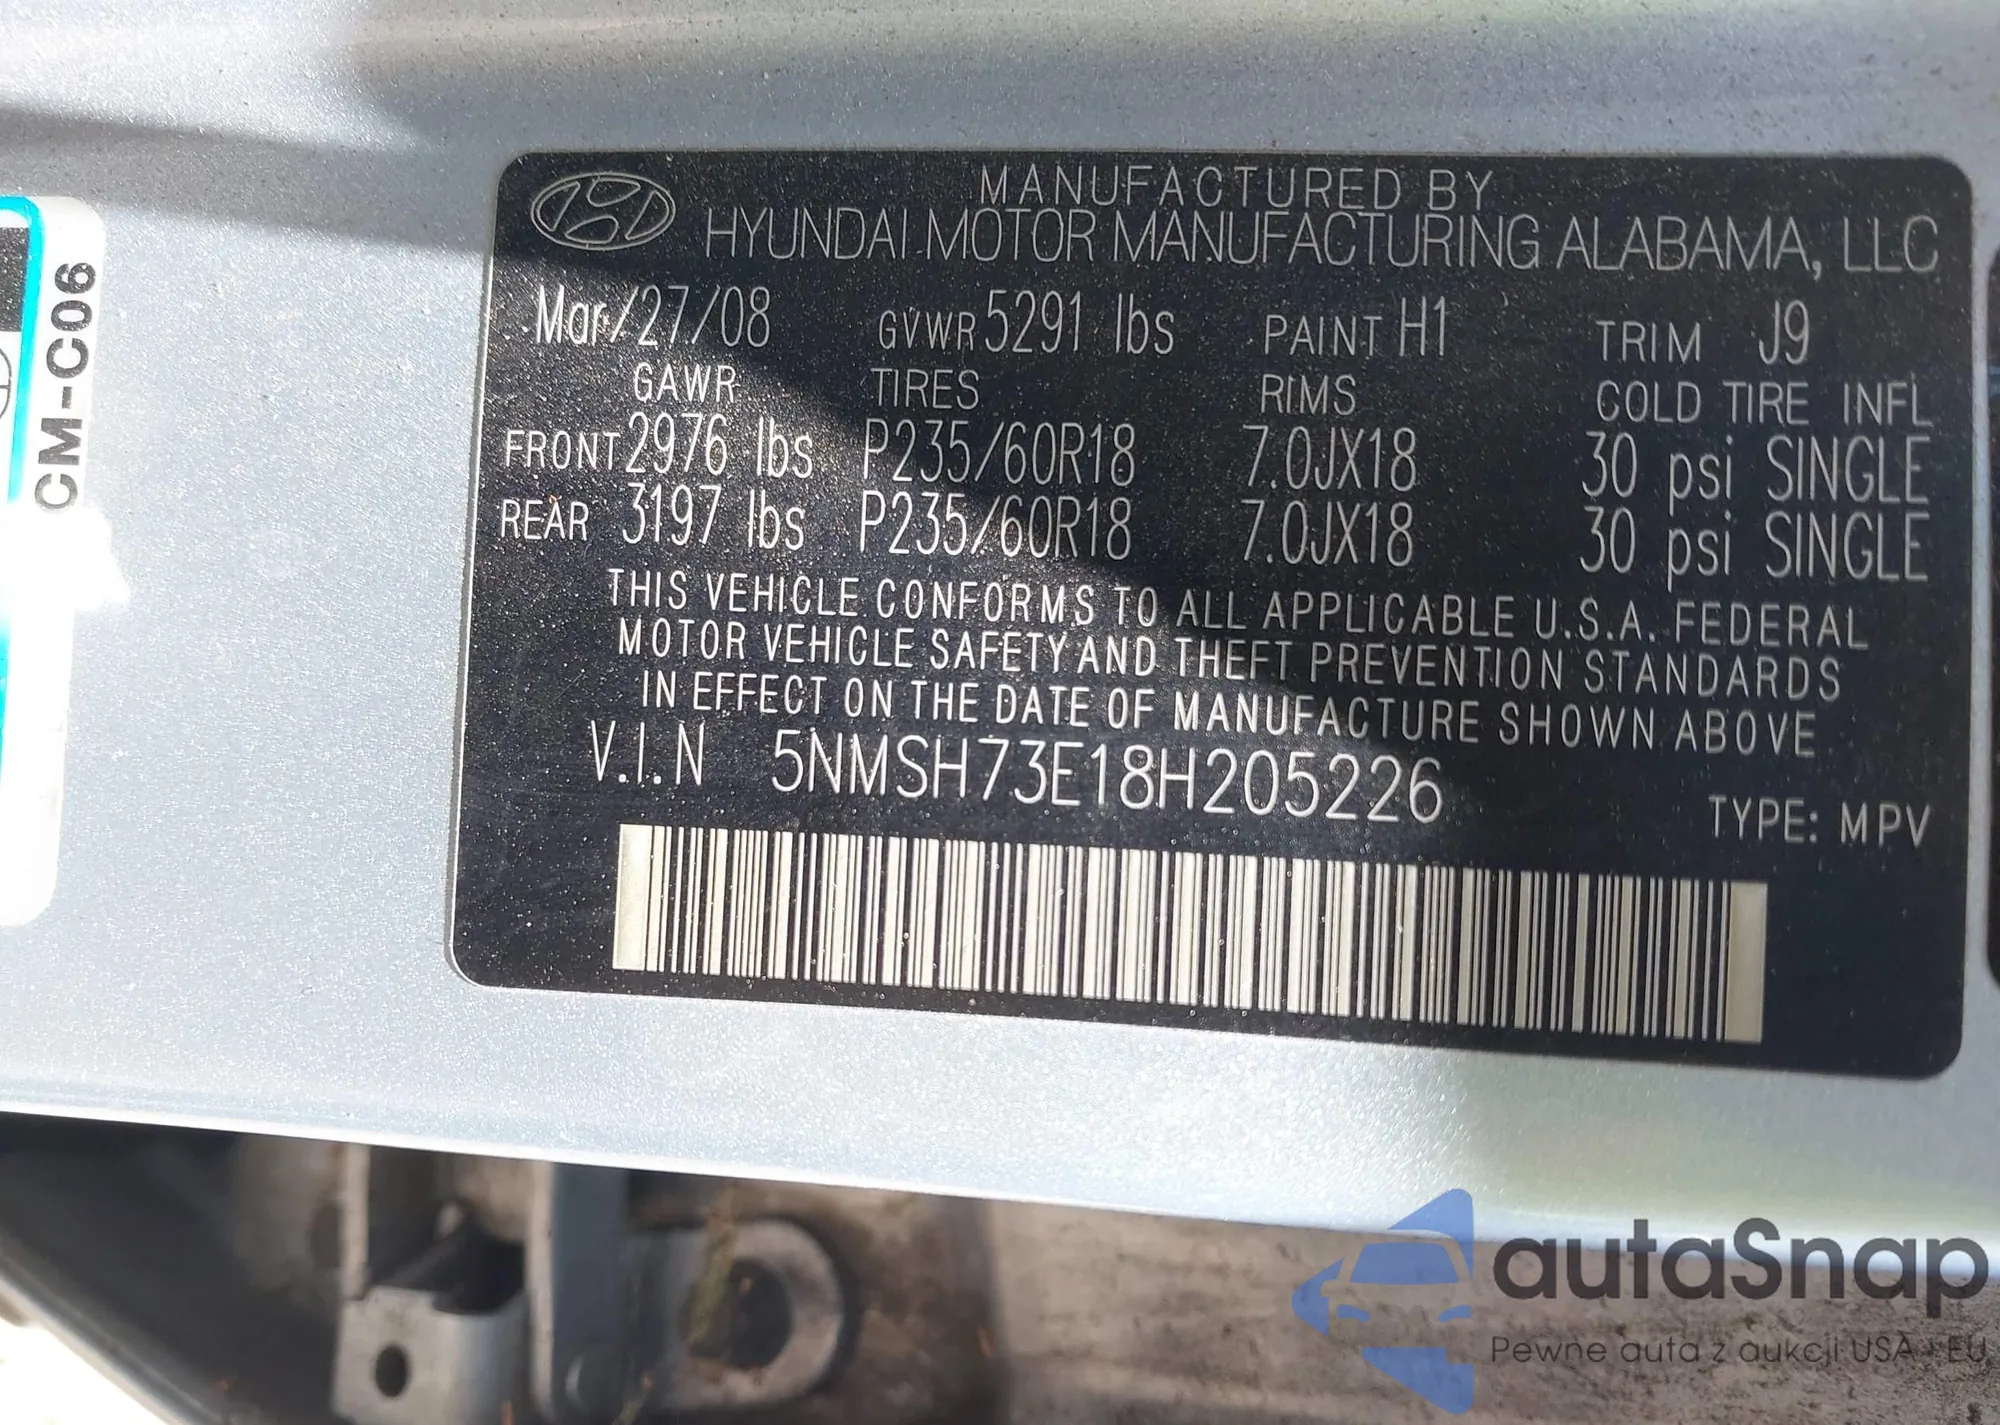 MANUFACTURED BY
HYUNDAI MOTOR MANUFACTURING ALABAMA, LLC
Mar/27/08 GVWR 5291 lbs PAINT H1 TRIM J9
GAWR TIRES RIMS COLD TIRE INFL
FRONT 2976 lbs P235/60R18 7.0JX18 30 psi SINGLE
REAR 3197 lbs P235/60R18 7.0JX18 30 psi SINGLE
THIS VEHICLE CONFORMS TO ALL APPLICABLE U.S.A. FEDERAL
MOTOR VEHICLE SAFETY AND THEFT PREVENTION STANDARDS
IN EFFECT ON THE DATE OF MANUFACTURE SHOWN ABOVE
V.I.N 5NMSH73E18H205226
TYPE: MPV
CM-C06
autaSnap
Pewne auta z aukcji USA i EU